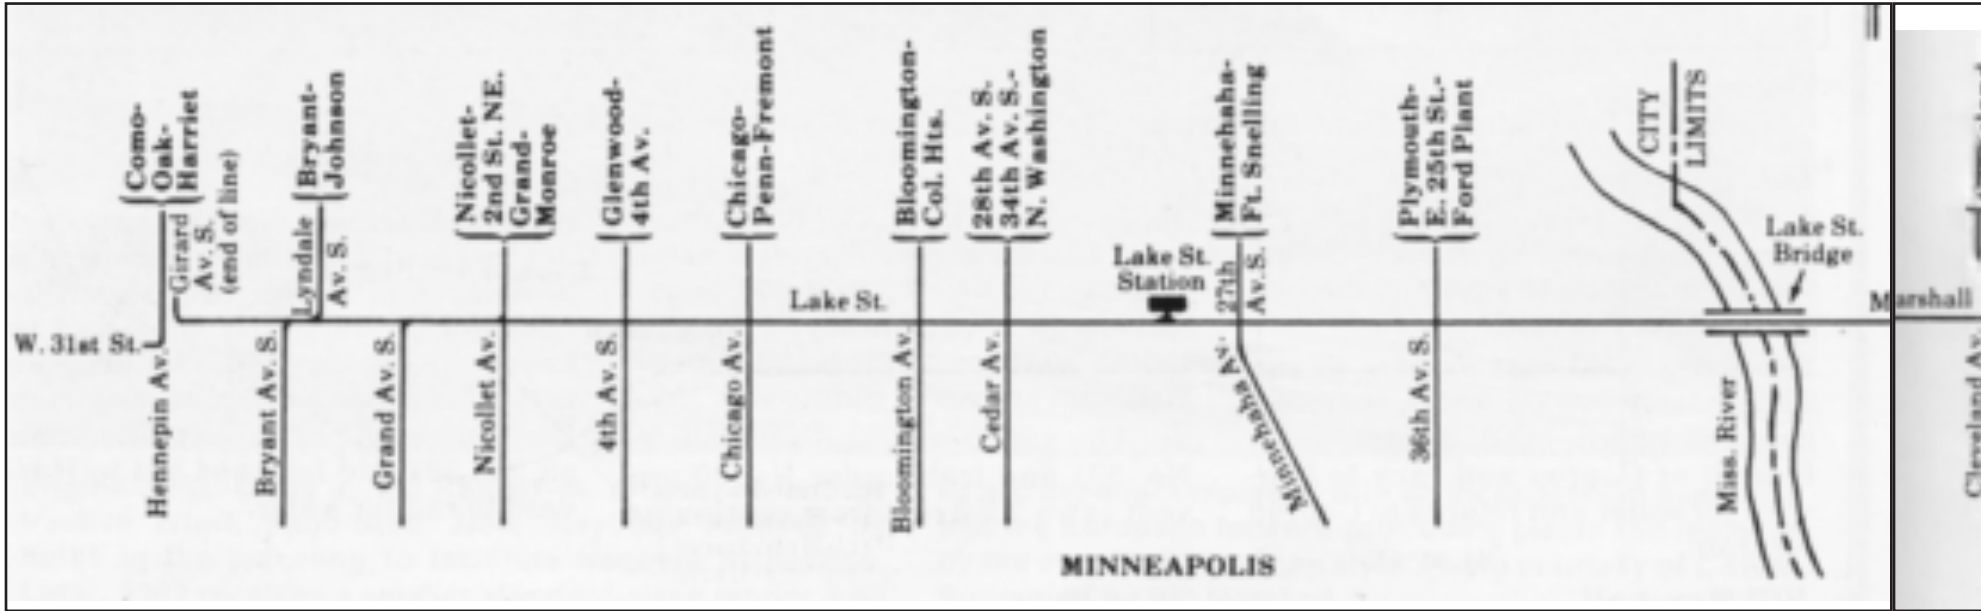 Como-
Oak-
Harriet
Girard
Av. S.
(end of line)
W. 31st St.
Hennepin Av.
Bryant-
Johnson
Lyndale
Av. S.
Bryant Av. S.
Grand Av. S.
Nicollet-
2nd St. NE.
Grand-
Monroe
Nicollet Av.
Glenwood-
4th Av.
4th Av. S.
Chicago-
Penn-Fremont
Chicago Av.
Lake St.
Bloomington-
Col. Hts.
Bloomington Av.
28th Av. S.
34th Av. S.-
N. Washington
Cedar Av.
Lake St.
Station
Minnehaha-
Ft. Snelling
27th
Av. S.
Minnehaha Av.
Plymouth-
E. 25th St.-
Ford Plant
36th Av. S.
CITY
LIMITS
Lake St.
Bridge
Miss. River
Marshall
Cleveland Av.
MINNEAPOLIS